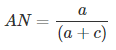 AN = a / (a + c)